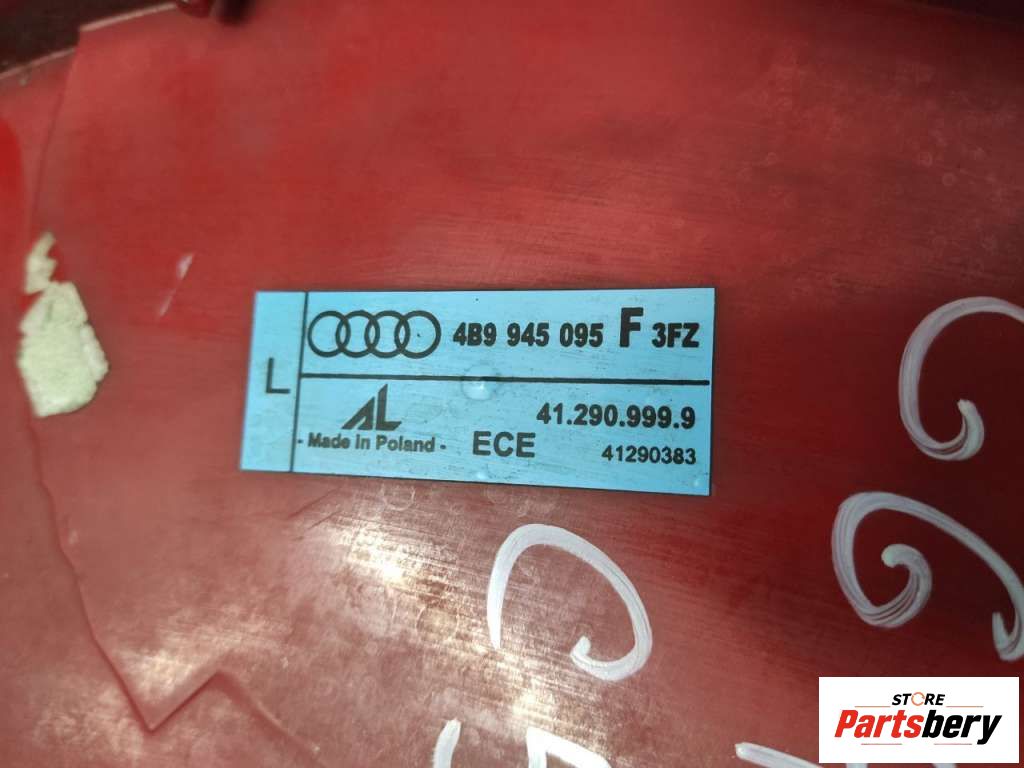 L
4B9 945 095 F 3FZ
AL
41.290.999.9
- Made in Poland -
ECE
41290383
STORE
Partsbery